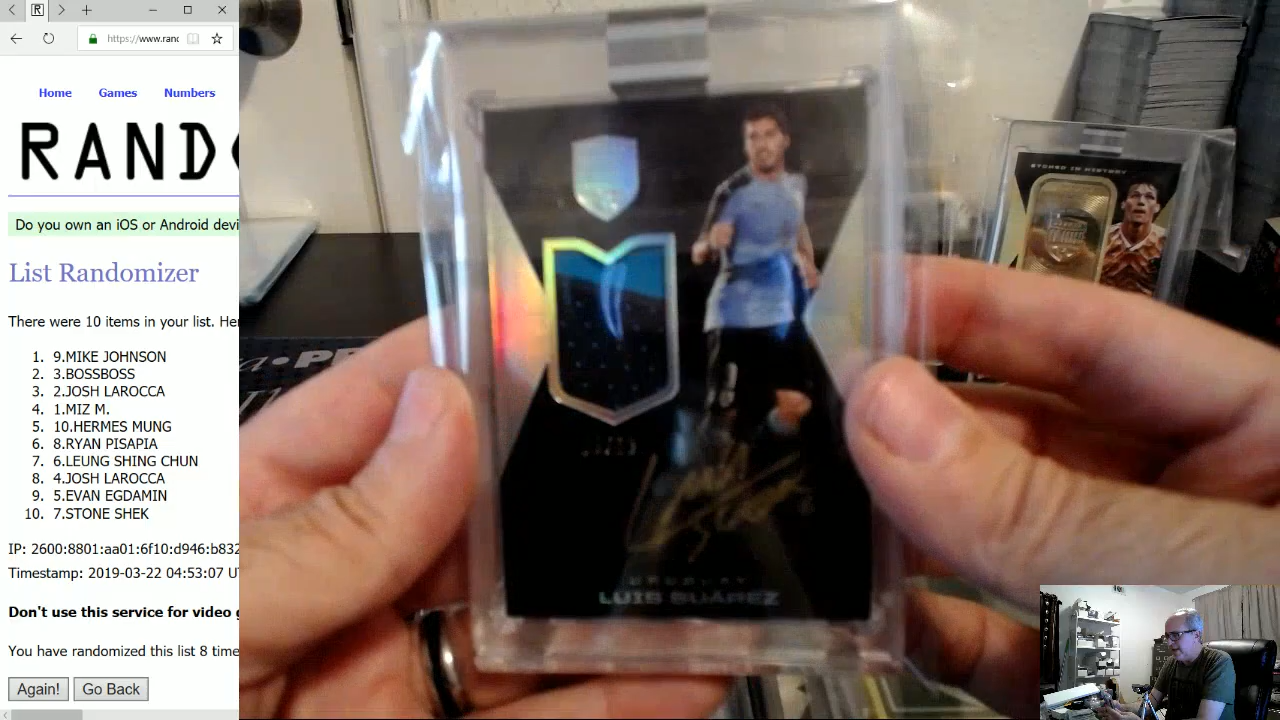 https://www.rand
Home Games Numbers
RANDO
Do you own an iOS or Android devi
List Randomizer
There were 10 items in your list. Her
1. 9.MIKE JOHNSON
2. 3.BOSSBOSS
3. 2.JOSH LAROCCA
4. 1.MIZ M.
5. 10.HERMES MUNG
6. 8.RYAN PISAPIA
7. 6.LEUNG SHING CHUN
8. 4.JOSH LAROCCA
9. 5.EVAN EGDAMIN
10. 7.STONE SHEK
IP: 2600:8801:aa01:6f10:d946:b832
Timestamp: 2019-03-22 04:53:07 U
Don't use this service for video g
You have randomized this list 8 time
Again! Go Back
URUGUAY
LUIS SUÁREZ
ETCHED IN HISTORY